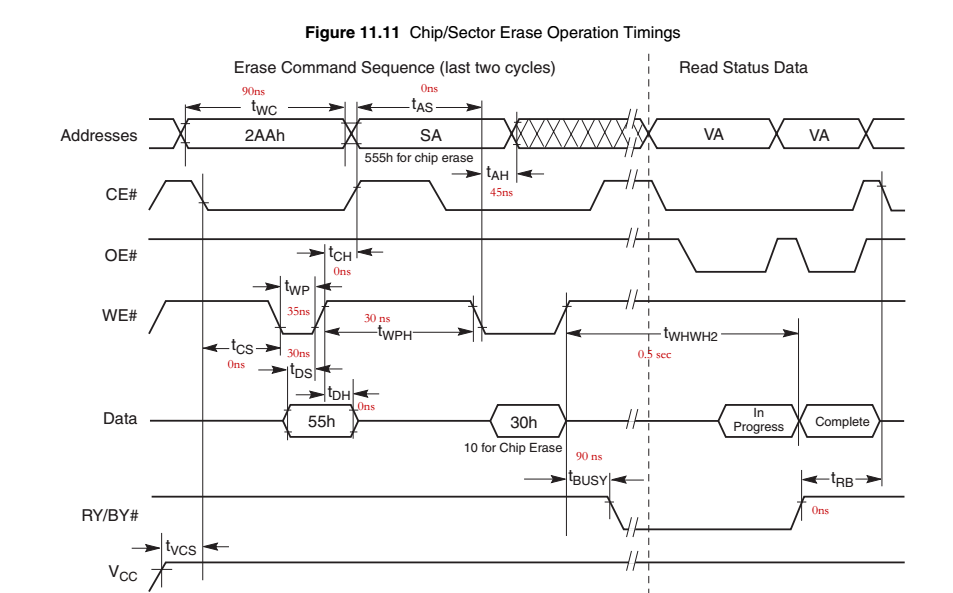 Figure 11.11 Chip/Sector Erase Operation Timings
Erase Command Sequence (last two cycles)
Read Status Data
90ns
0ns
tWC
tAS
Addresses
2AAh
SA
VA
VA
555h for chip erase
tAH
45ns
CE#
OE#
tCH
0ns
tWP
35ns
WE#
30 ns
tWPH
tWHWH2
0.5 sec
tCS
0ns
30ns
tDS
tDH
0ns
Data
55h
30h
In
Progress
Complete
10 for Chip Erase
90 ns
tBUSY
tRB
0ns
RY/BY#
tVCS
VCC